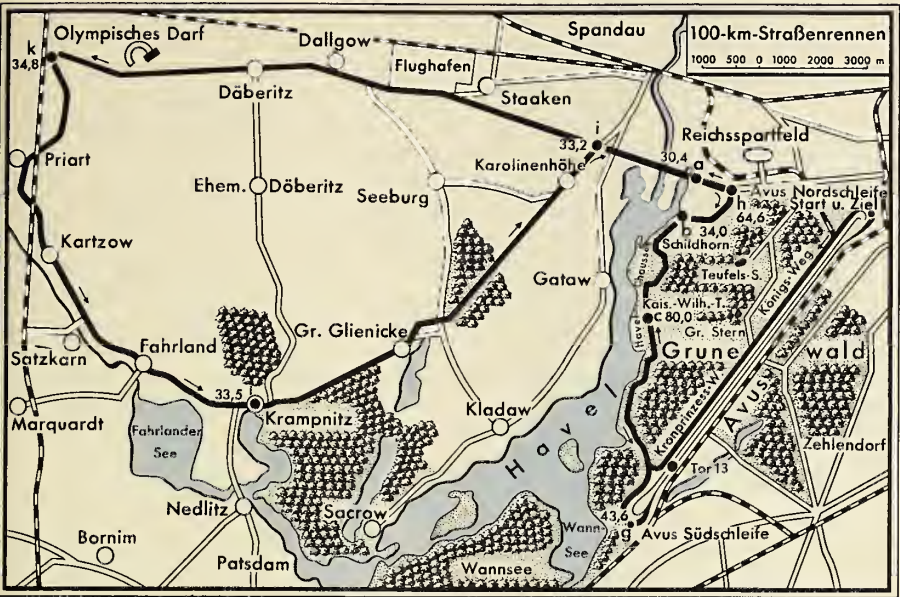 Olympisches Darf
k
34,8
Dallgow
Spandau
100-km-Straßenrennen
1000 500 0 1000 2000 3000 m
Flughafen
Däberitz
Staaken
i
33,2
Reichsspartfeld
Priart
Karolinenhöhe
30,4
a
Ehem. Döberitz
Seeburg
Avus Nordschleife
Start u. Ziel
h
64,6
b
34,0
Schildhorn
Kartzow
Teufels-S.
Königs-Weg
Gataw
Havel
Chaussee
Kais.-Wilh.-T.
c 80,0
Gr. Stern
Gr. Glienicke
Satzkarn
Fahrland
Grune wald
33,5
Krampnitz
Kronprinzess.W.
Avus
Marquardt
Kladaw
Havel
Fahrlander
See
Zehlendorf
Tor 13
Nedlitz
Sacrow
43,6
g
Avus Südschleife
Wann-
See
Bornim
Potsdam
Wannsee